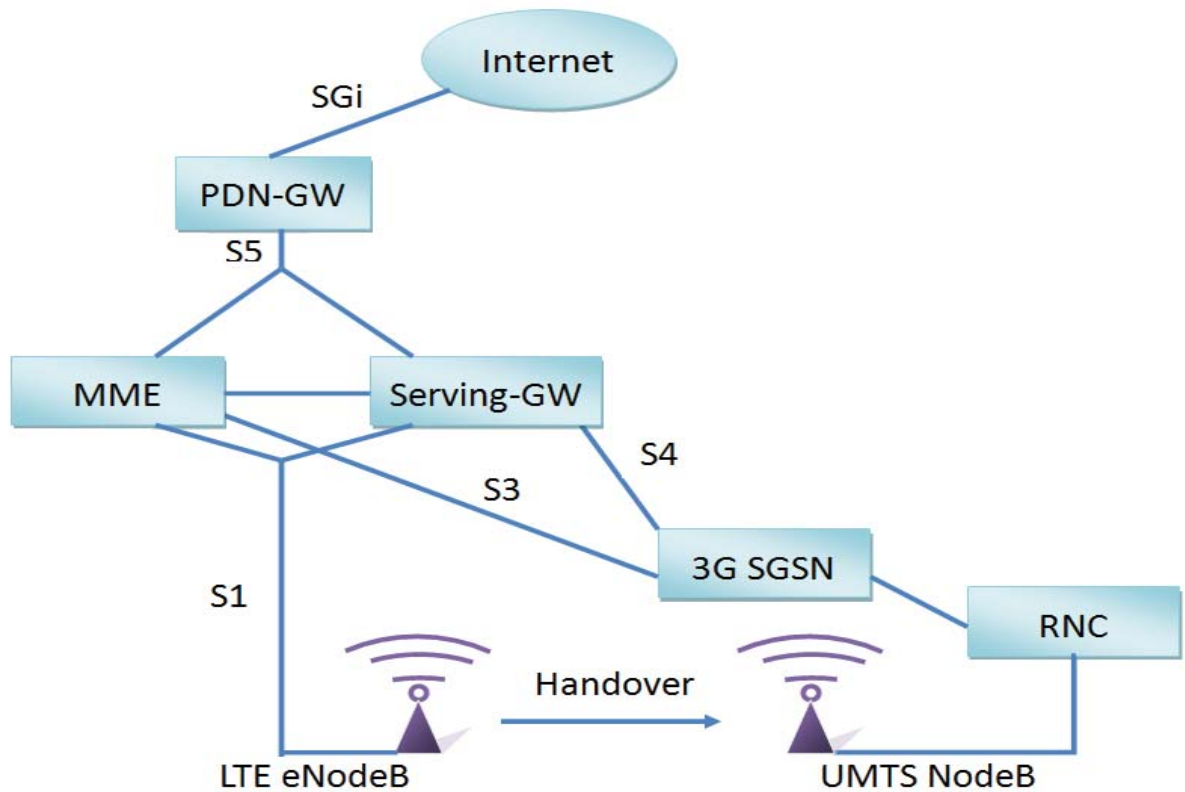 Internet
SGi
PDN-GW
S5
MME
Serving-GW
S4
S3
3G SGSN
S1
RNC
Handover
LTE eNodeB
UMTS NodeB